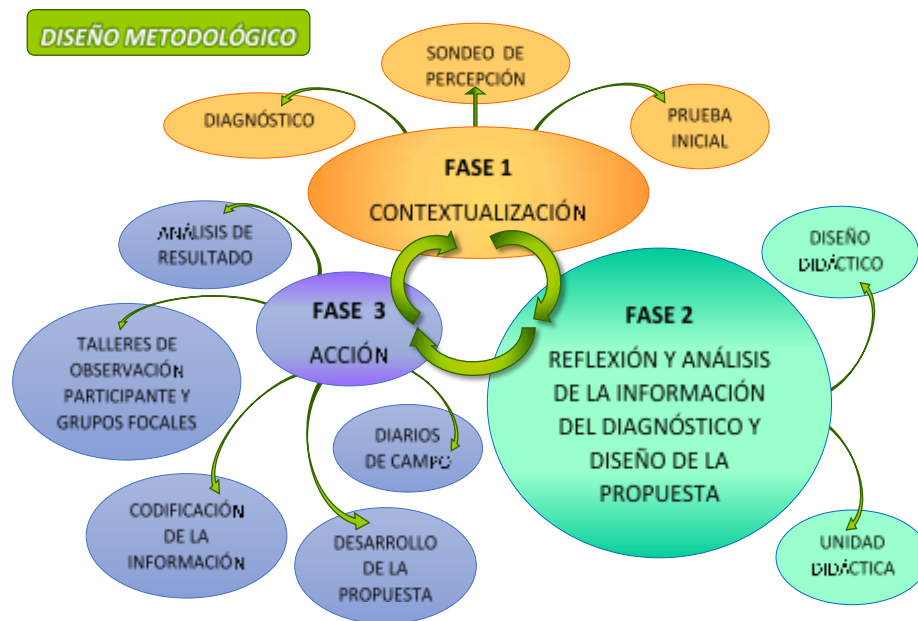 DISEÑO METODOLÓGICO
SONDEO DE
PERCEPCIÓN
DIAGNÓSTICO
PRUEBA
INICIAL
FASE 1
CONTEXTUALIZACIÓN
ANÁLISIS DE
RESULTADO
DISEÑO
DIDÁCTICO
FASE 3
ACCIÓN
FASE 2
REFLEXIÓN Y ANÁLISIS
DE LA INFORMACIÓN
DEL DIAGNÓSTICO Y
DISEÑO DE LA
PROPUESTA
TALLERES DE
OBSERVACIÓN
PARTICIPANTE Y
GRUPOS FOCALES
DIARIOS
DE CAMPO
CODIFICACIÓN
DE LA
INFORMACIÓN
DESARROLLO
DE LA
PROPUESTA
UNIDAD
DIDÁCTICA